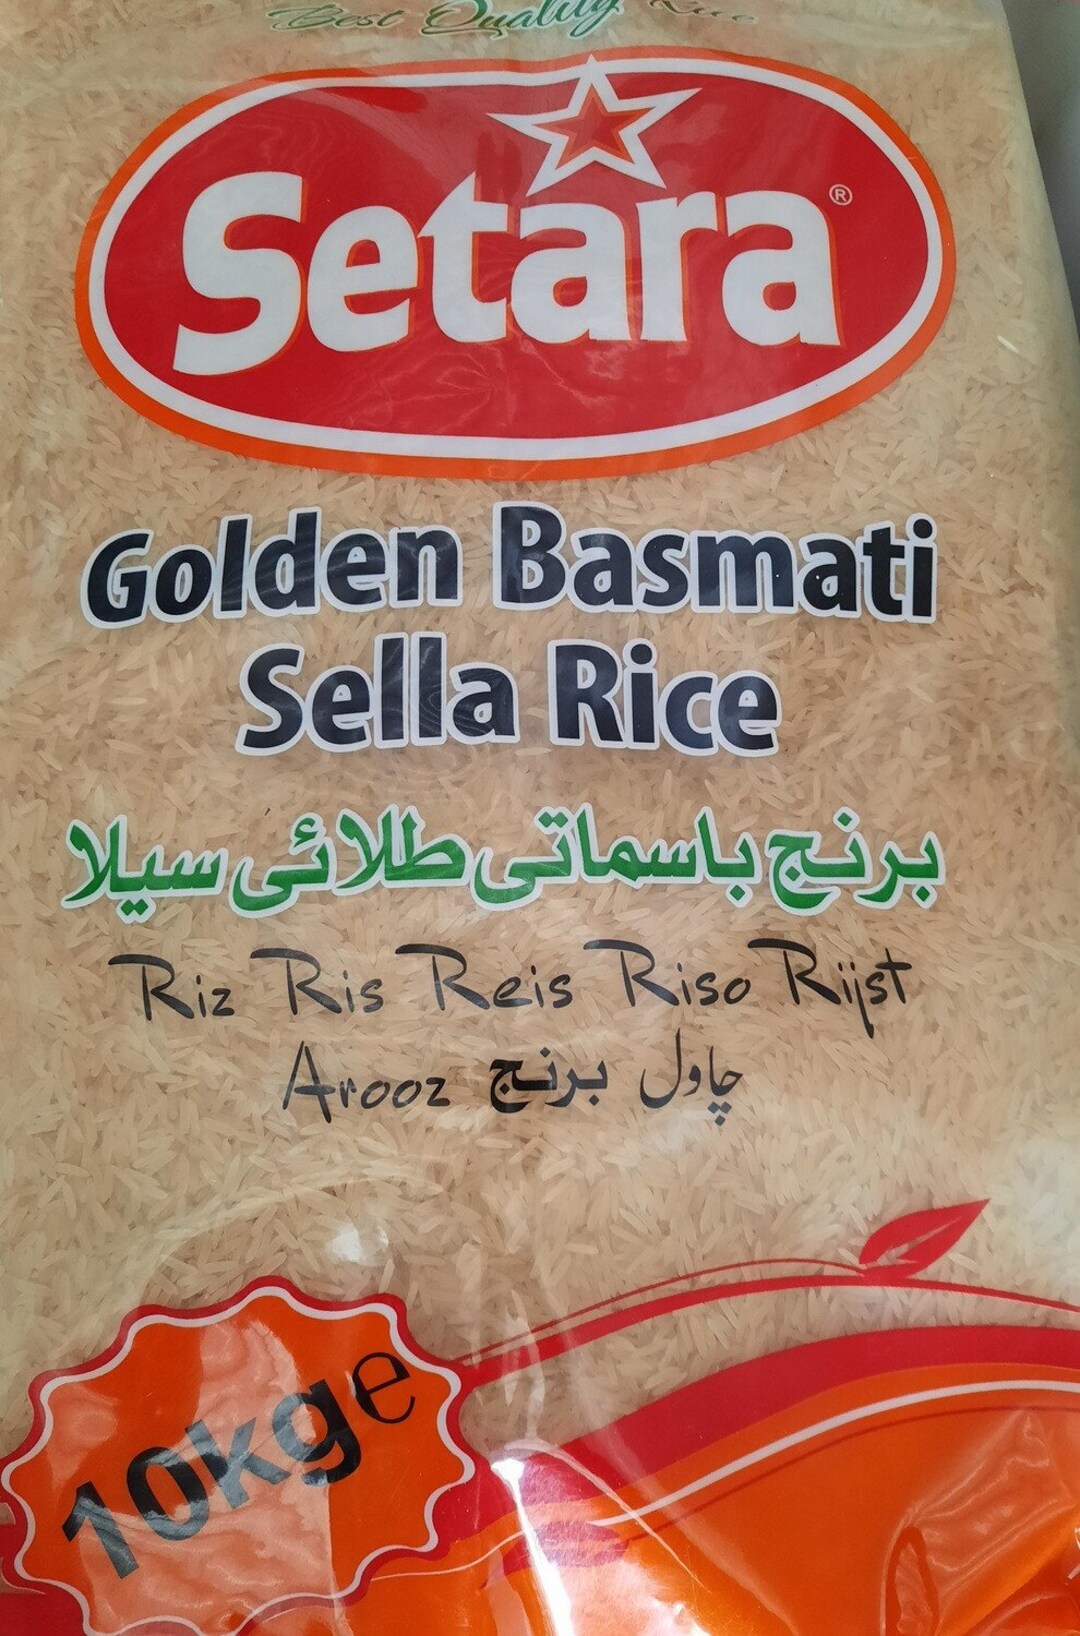 Best Quality Rice
Setara®
Golden Basmati
Sella Rice
برنج باسماتی طلائی سیلا
Riz Ris Reis Riso Rijst
Arooz برنج چاول
10kge